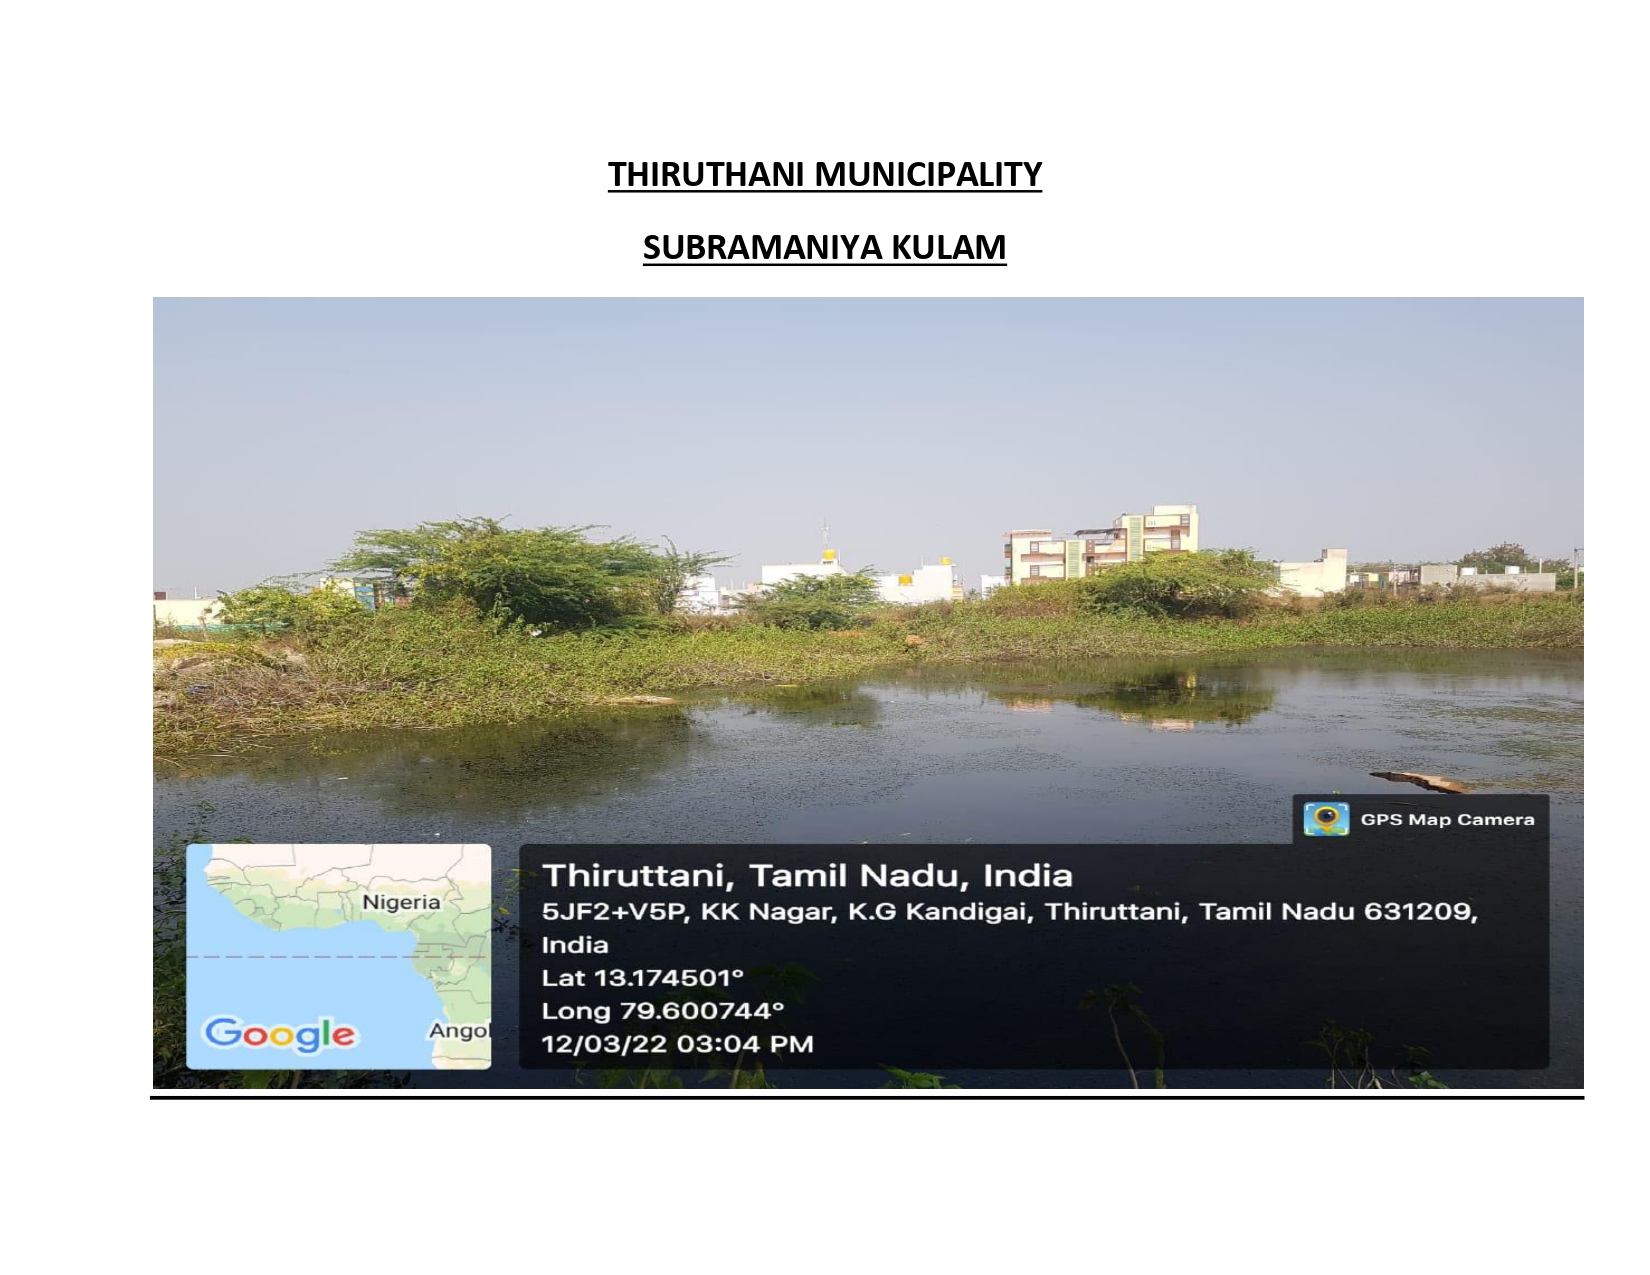 THIRUTHANI MUNICIPALITY
SUBRAMANIYA KULAM
GPS Map Camera
Nigeria
Angol
Google
Thiruttani, Tamil Nadu, India
5JF2+V5P, KK Nagar, K.G Kandigai, Thiruttani, Tamil Nadu 631209,
India
Lat 13.174501°
Long 79.600744°
12/03/22 03:04 PM